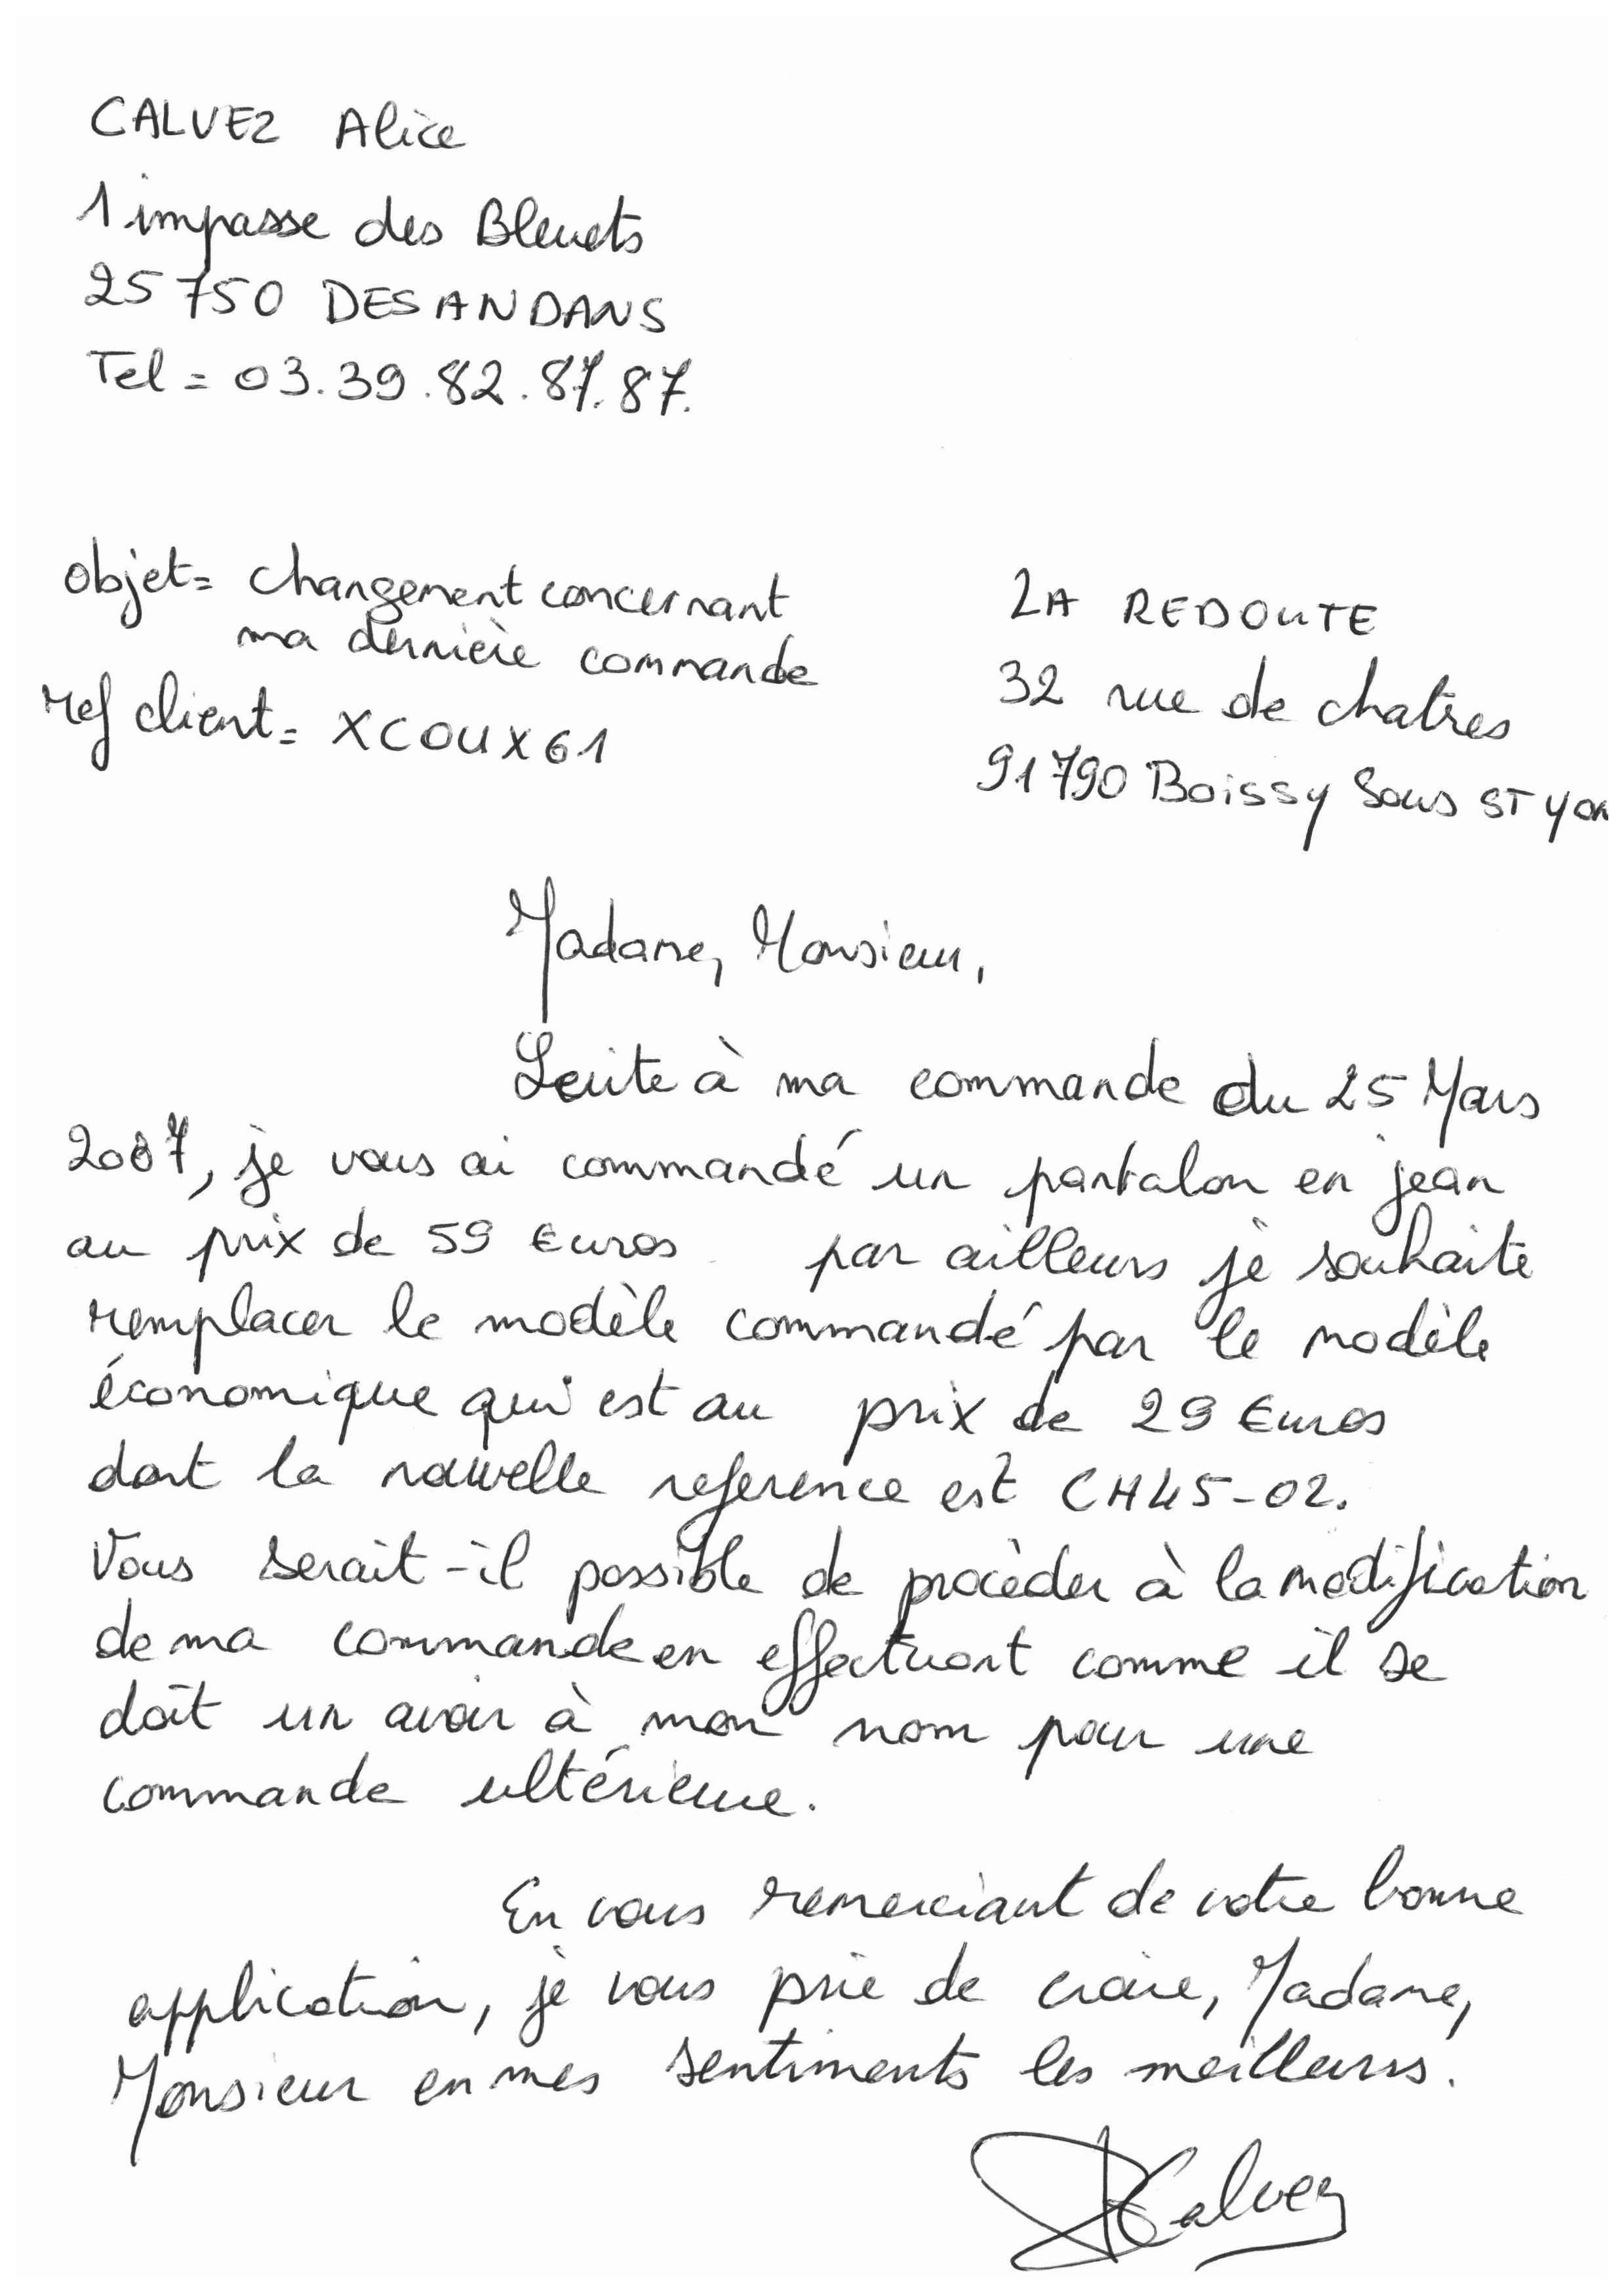 CALVEZ Alice
1 impasse des Bleuets
25750 DESANDANS
Tel = 03.39.82.87.87.
objet = changement concernant
ma dernière commande
ref client = XCOUX61
LA REDOUTE
32 rue de chatres
91790 Boissy Sous ST Yon
Madame, Monsieur,
Suite à ma commande du 25 Mars
2007, je vous ai commandé un pantalon en jean
au prix de 59 Euros par ailleurs je souhaite
remplacer le modèle commandé par le modèle
économique qui est au prix de 29 Euros
dont la nouvelle reference est CH45-02.
Vous serait-il possible de procèder à la modification
de ma commande en effectuant comme il se
doit un avoir à mon nom pour une
commande ultérieure.
En vous remerciant de votre bonne
application, je vous prie de croire, Madame,
Monsieur en mes sentiments les meilleurs.
ACalvez